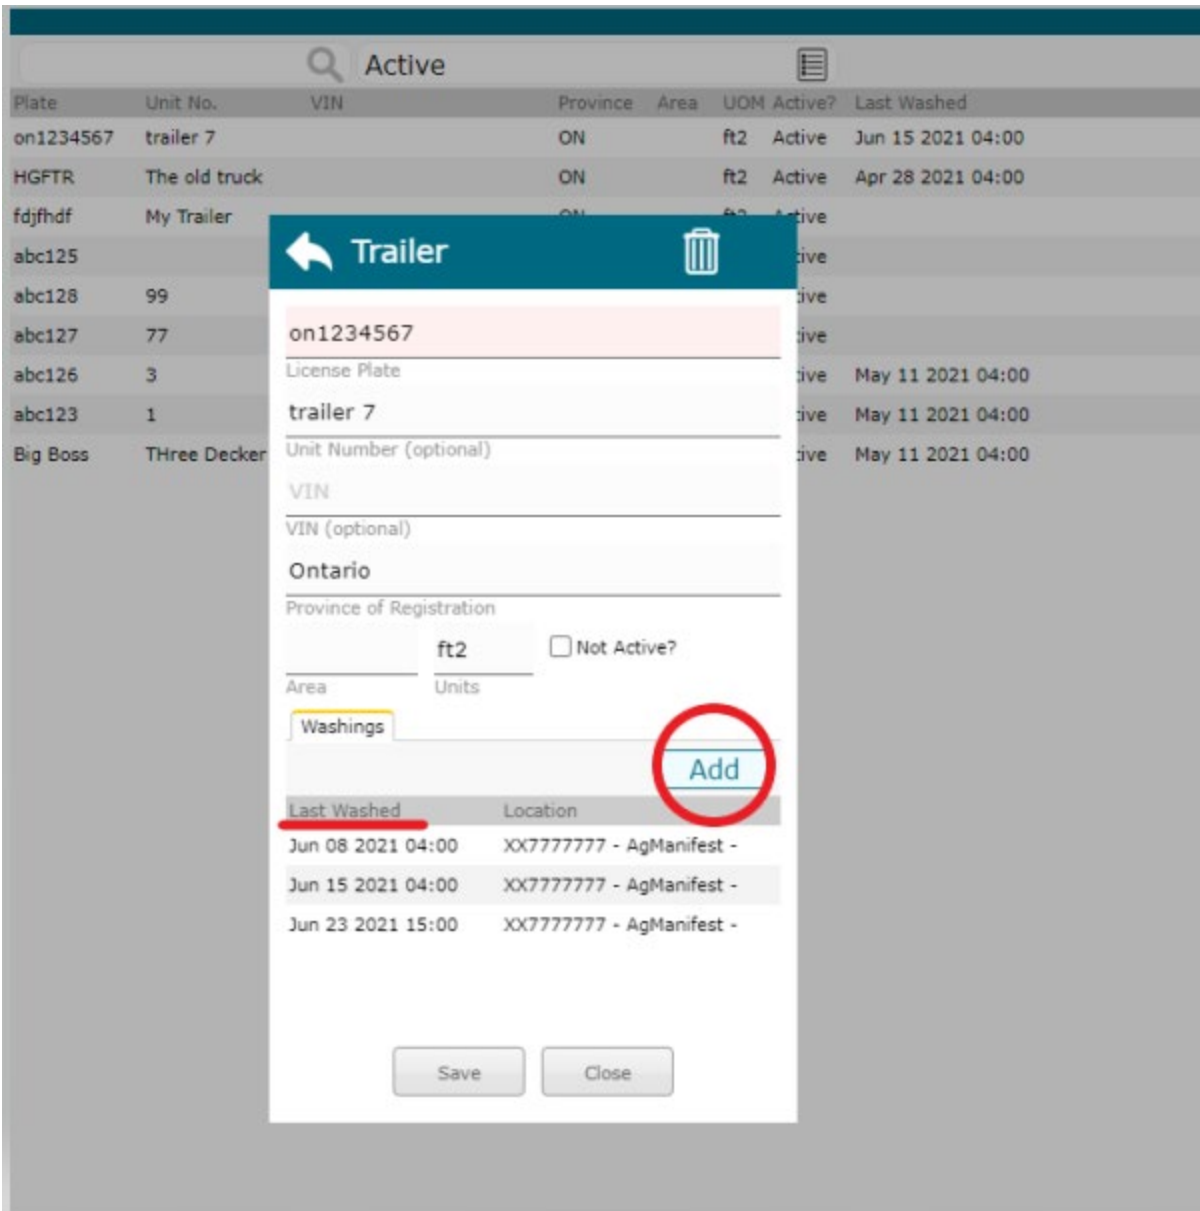 Active
Plate Unit No. VIN Province Area UOM Active? Last Washed
on1234567 trailer 7 ON ft2 Active Jun 15 2021 04:00
HGFTR The old truck ON ft2 Active Apr 28 2021 04:00
fdjfhdf My Trailer
abc125
abc128 99
abc127 77
abc126 3 May 11 2021 04:00
abc123 1 May 11 2021 04:00
Big Boss THree Decker May 11 2021 04:00
Trailer
on1234567
License Plate
trailer 7
Unit Number (optional)
VIN
VIN (optional)
Ontario
Province of Registration
ft2 Not Active?
Area Units
Washings
Add
Last Washed Location
Jun 08 2021 04:00 XX7777777 - AgManifest -
Jun 15 2021 04:00 XX7777777 - AgManifest -
Jun 23 2021 15:00 XX7777777 - AgManifest -
Save Close